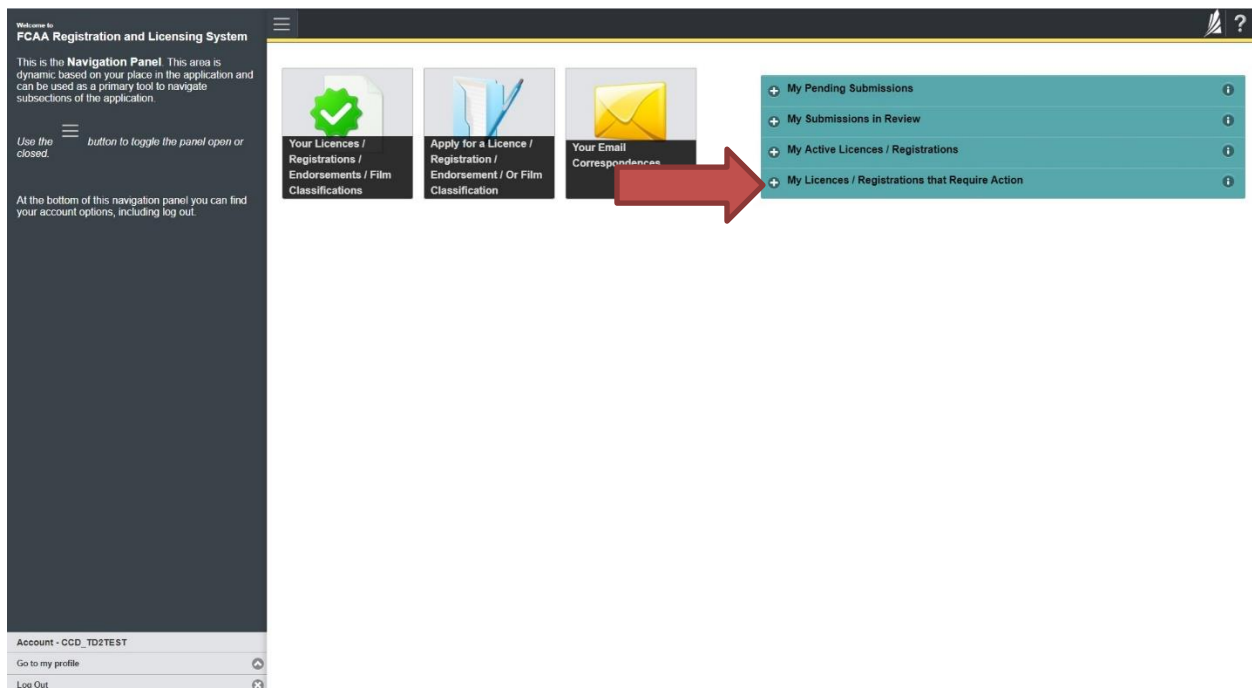 Welcome to
FCAA Registration and Licensing System
This is the Navigation Panel. This area is
dynamic based on your place in the application and
can be used as a primary tool to navigate
subsections of the application.
Use the button to toggle the panel open or
closed.
At the bottom of this navigation panel you can find
your account options, including log out.
Account - CCD_TD2TEST
Go to my profile
Log Out
?
Your Licences /
Registrations /
Endorsements / Film
Classifications
Apply for a Licence /
Registration /
Endorsement / Or Film
Classification
Your Email
Correspondences
My Pending Submissions
My Submissions in Review
My Active Licences / Registrations
My Licences / Registrations that Require Action